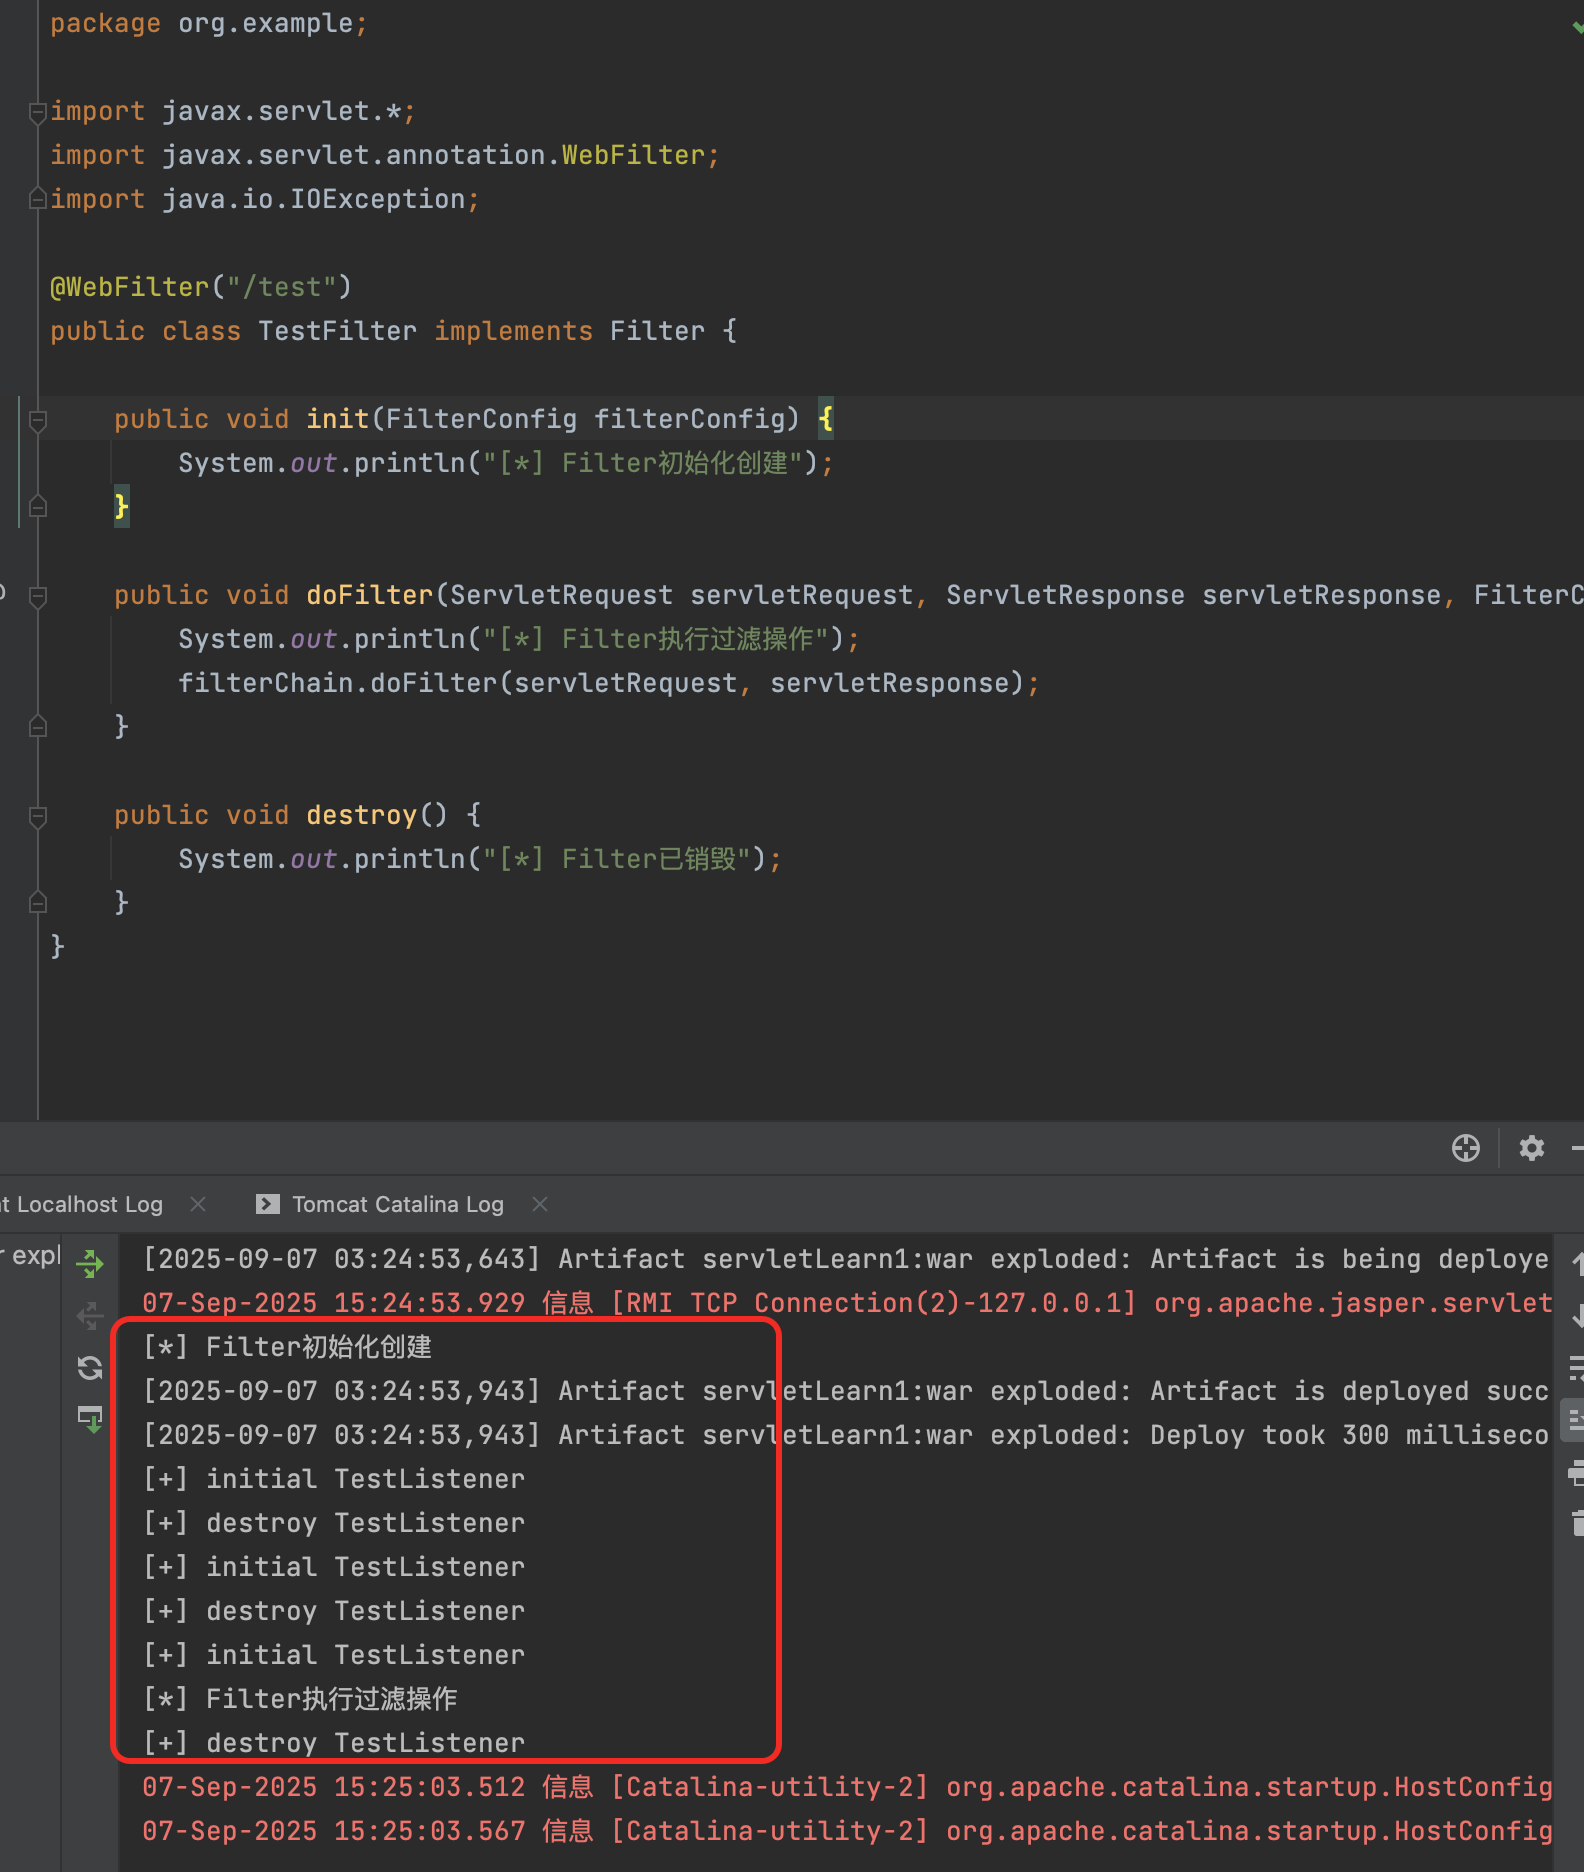 package org.example;
import javax.servlet.*;
import javax.servlet.annotation.WebFilter;
import java.io.IOException;
@WebFilter("/test")
public class TestFilter implements Filter {
public void init(FilterConfig filterConfig) {
System.out.println("[*] Filter初始化创建");
}
public void doFilter(ServletRequest servletRequest, ServletResponse servletResponse, FilterC
System.out.println("[*] Filter执行过滤操作");
filterChain.doFilter(servletRequest, servletResponse);
}
public void destroy() {
System.out.println("[*] Filter已销毁");
}
}
t Localhost Log
Tomcat Catalina Log
r expl
[2025-09-07 03:24:53,643] Artifact servletLearn1:war exploded: Artifact is being deploye
07-Sep-2025 15:24:53.929 信息 [RMI TCP Connection(2)-127.0.0.1] org.apache.jasper.servlet
[*] Filter初始化创建
[2025-09-07 03:24:53,943] Artifact servletLearn1:war exploded: Artifact is deployed succ
[2025-09-07 03:24:53,943] Artifact servletLearn1:war exploded: Deploy took 300 milliseco
[+] initial TestListener
[+] destroy TestListener
[+] initial TestListener
[+] destroy TestListener
[+] initial TestListener
[*] Filter执行过滤操作
[+] destroy TestListener
07-Sep-2025 15:25:03.512 信息 [Catalina-utility-2] org.apache.catalina.startup.HostConfig
07-Sep-2025 15:25:03.567 信息 [Catalina-utility-2] org.apache.catalina.startup.HostConfig